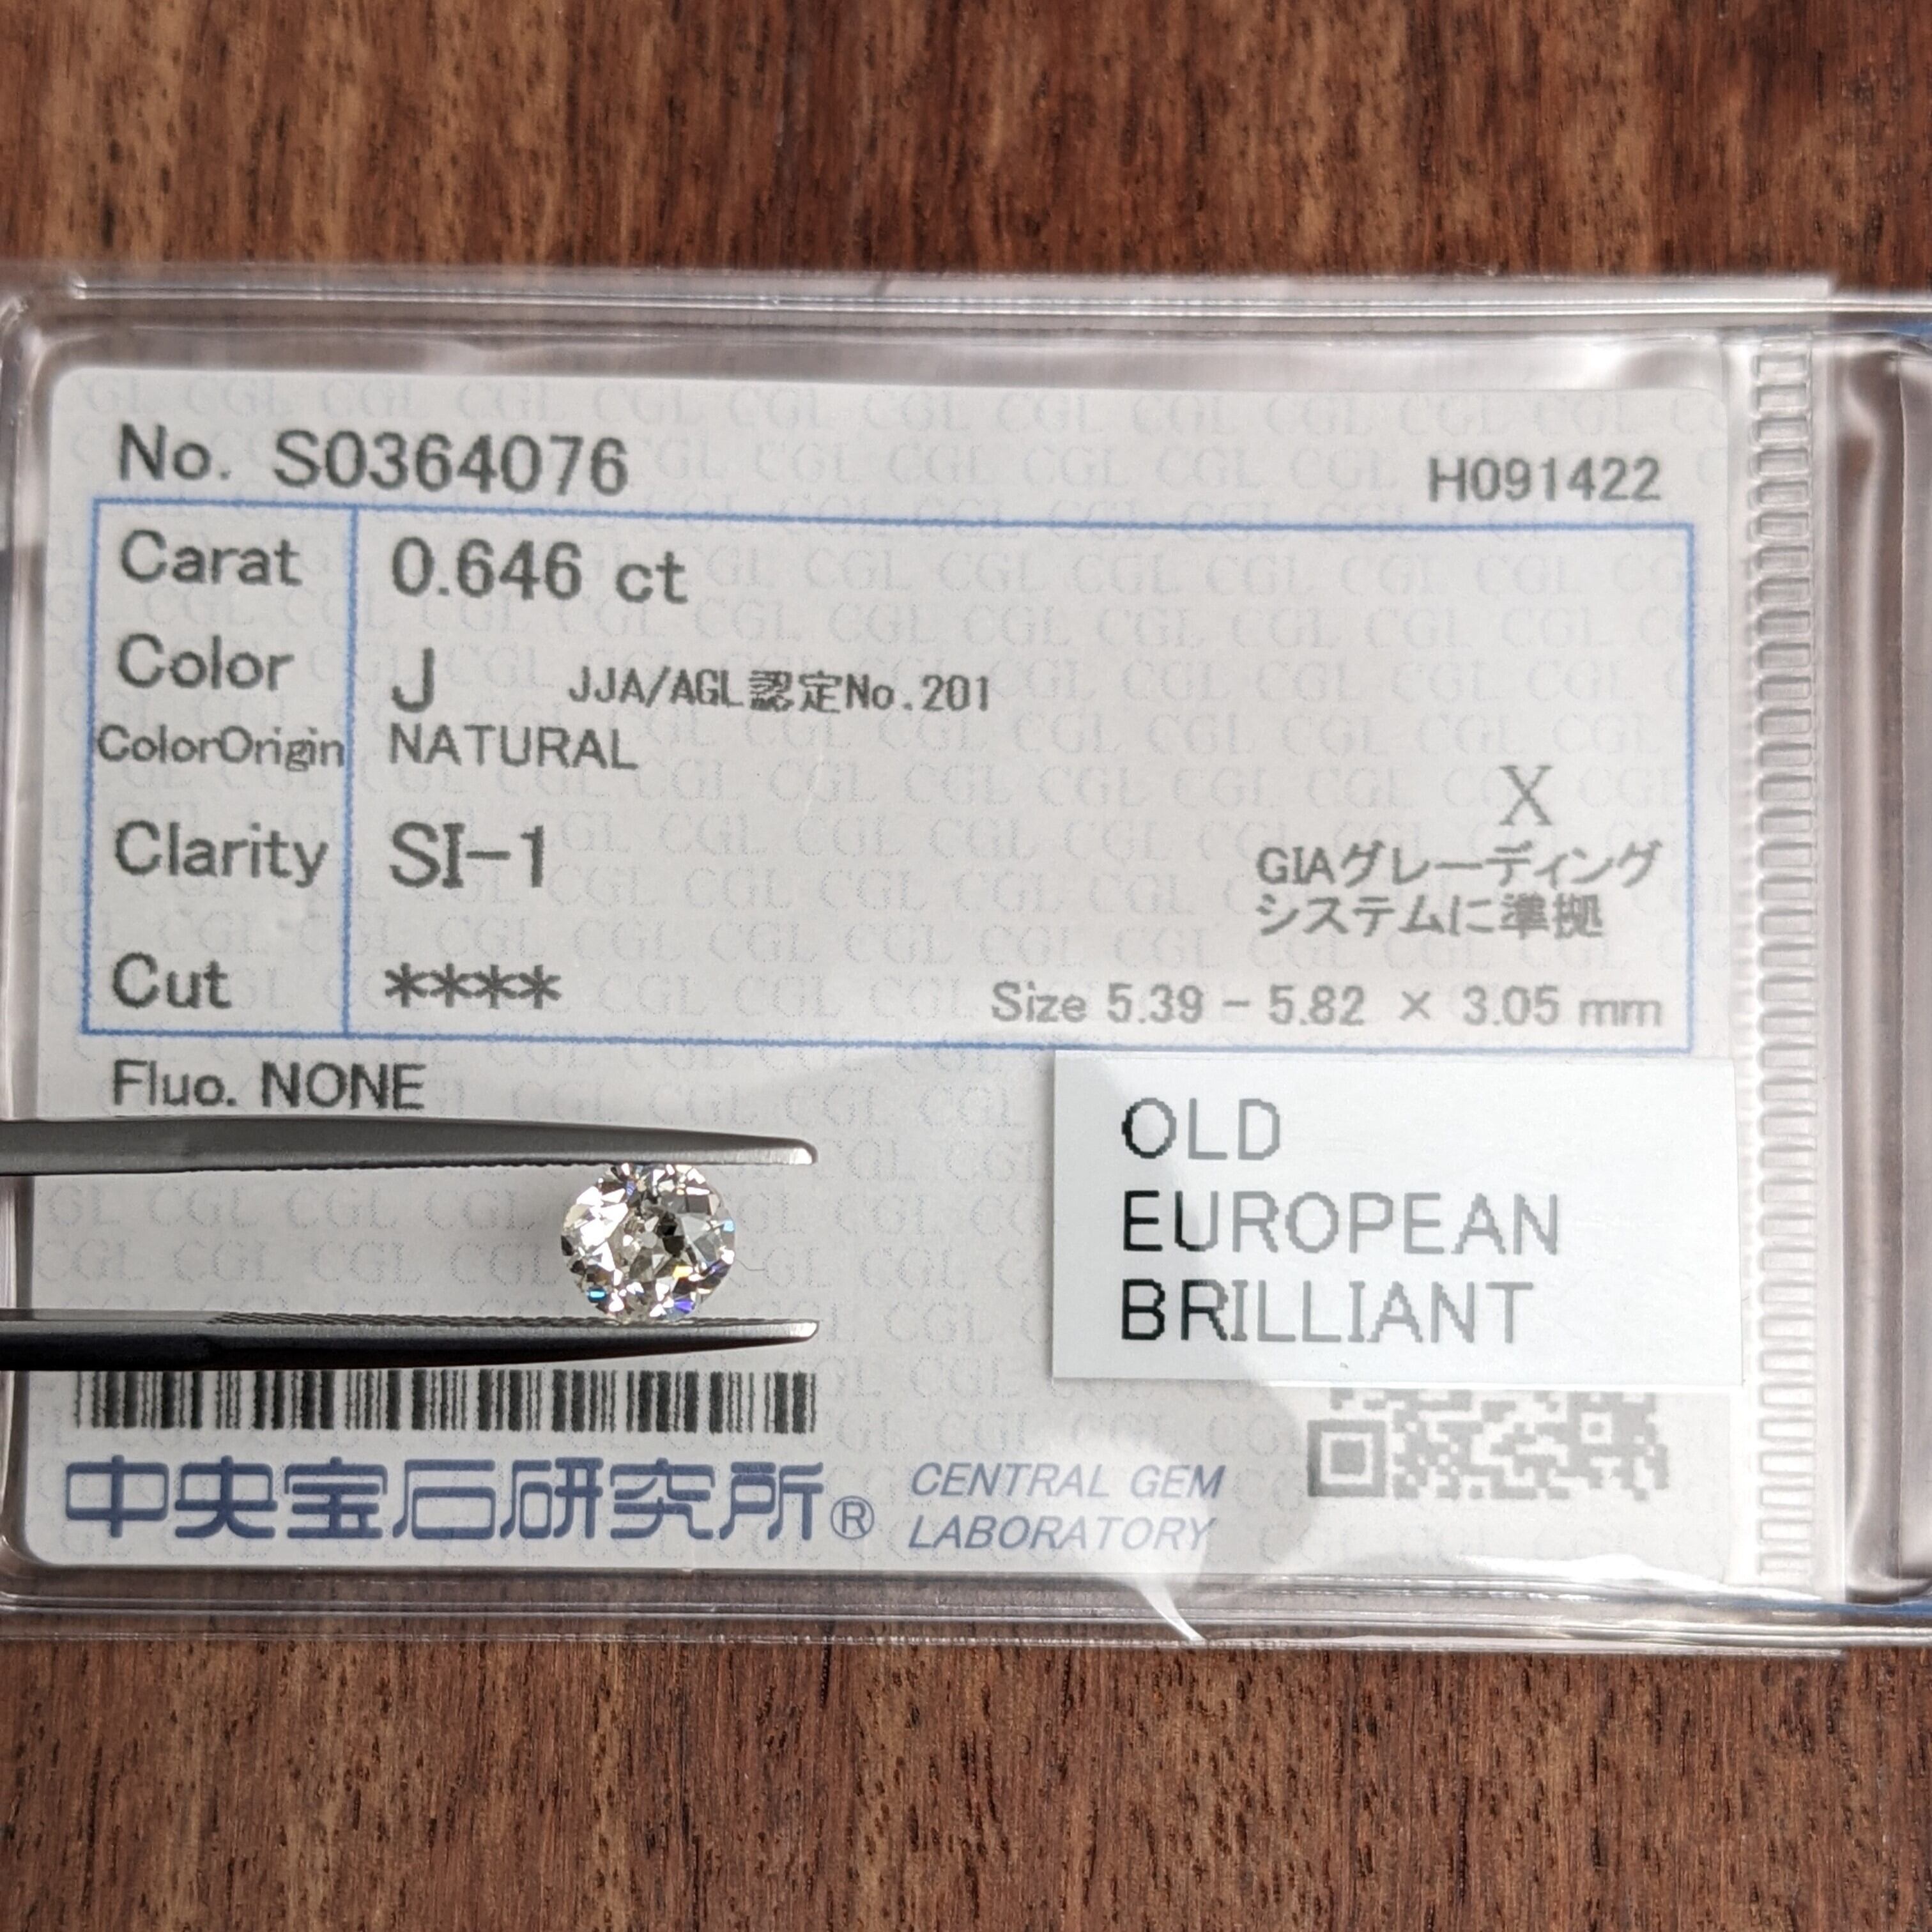 No. S0364076
H091422
Carat 0.646 ct
Color J JJA/AGL認定No.201
ColorOrigin NATURAL
X
Clarity SI-1
GIAグレーディング
システムに準拠
Cut ****
Size 5.39 - 5.82 × 3.05 mm
Fluo. NONE
OLD
EUROPEAN
BRILLIANT
中央宝石研究所®
CENTRAL GEM
LABORATORY